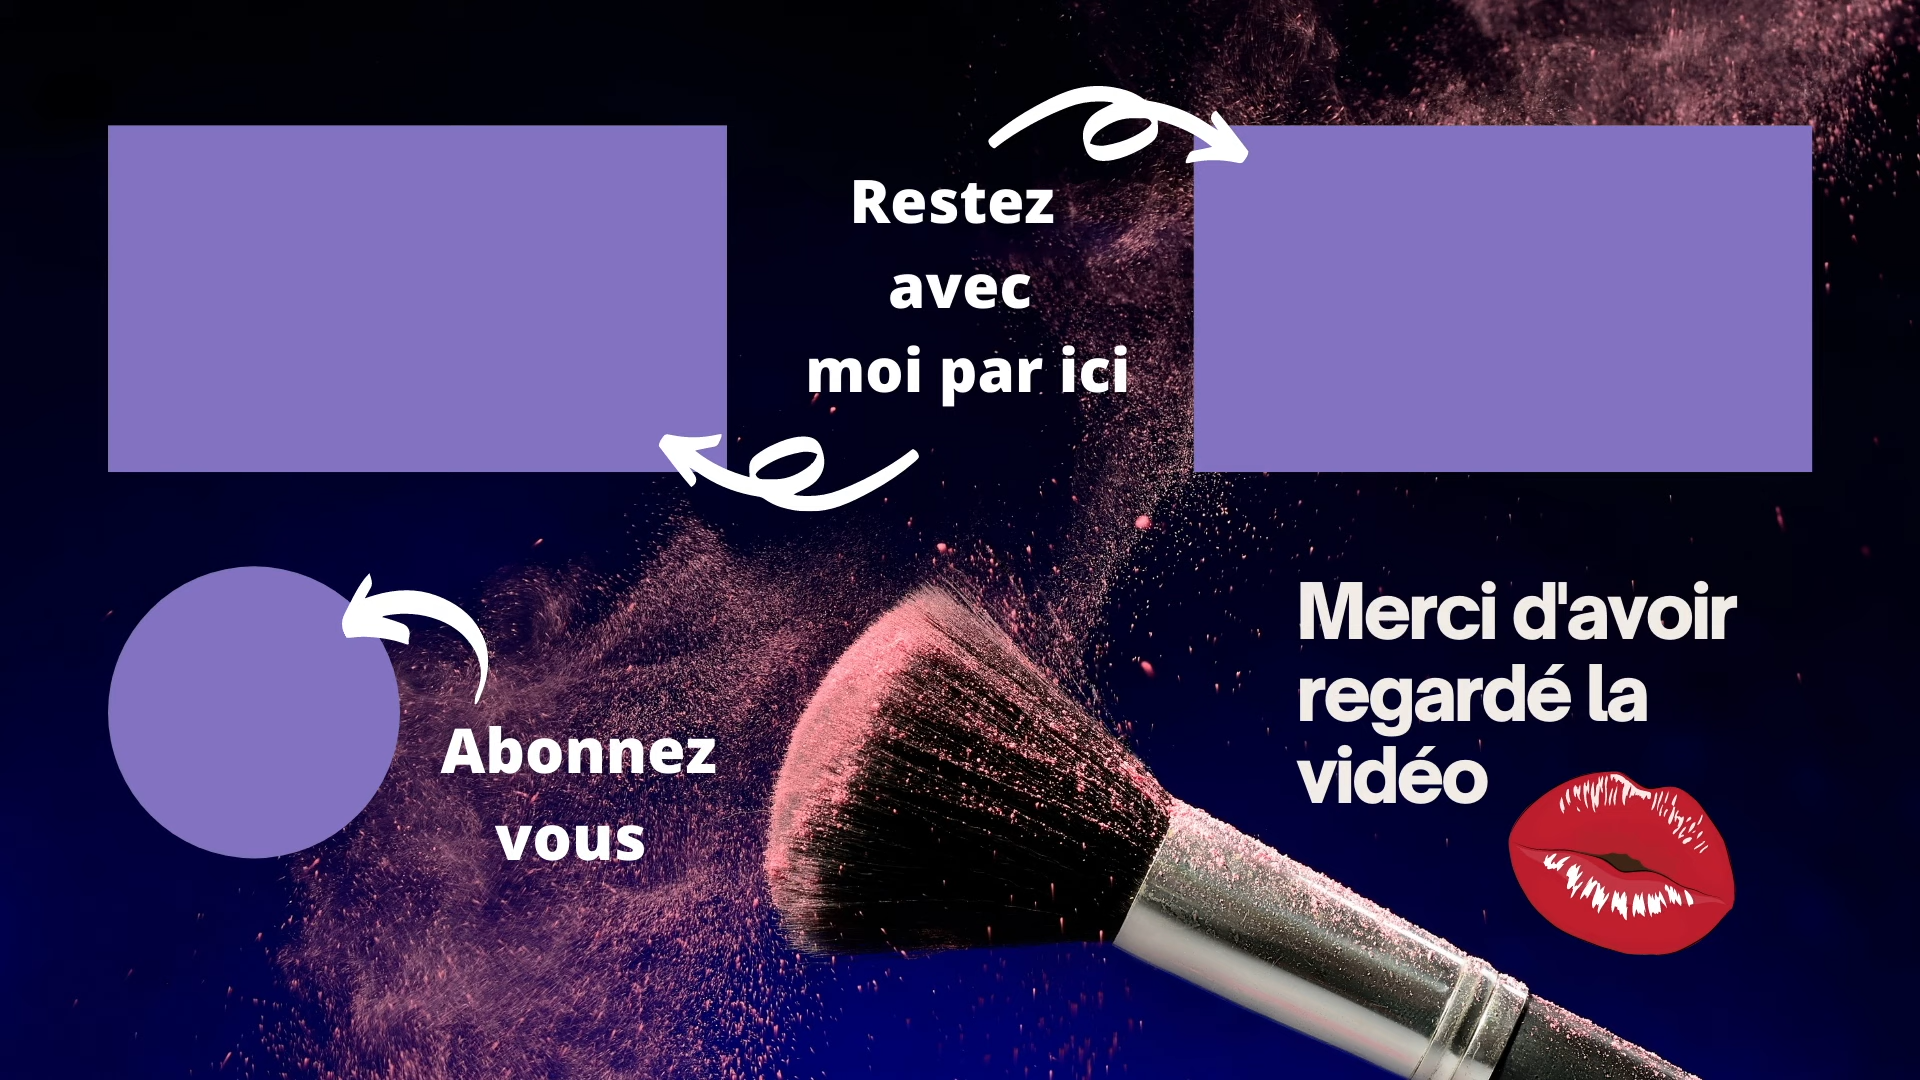 Restez
avec
moi par ici
Abonnez
vous
Merci d'avoir
regardé la
vidéo